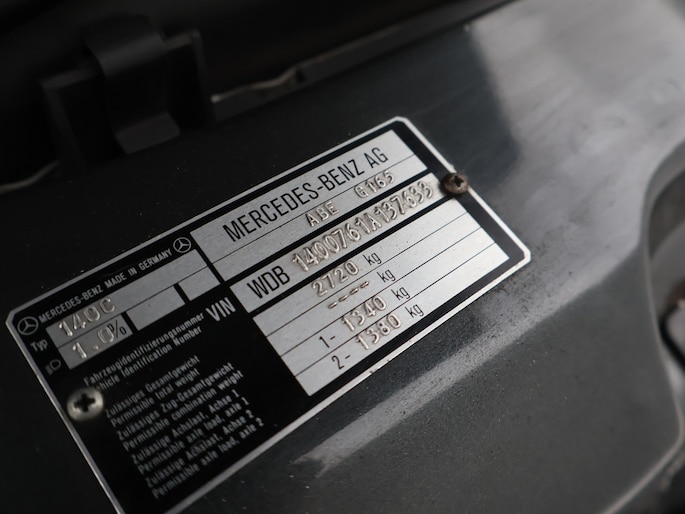 MERCEDES-BENZ MADE IN GERMANY
Typ 140C
1.0%
MERCEDES-BENZ AG
ABE G165
Fahrzeugidentifizierungsnummer
Vehicle Identification Number
VIN
WDB 1400761A137633
Zulässiges Gesamtgewicht
Permissible total weight
2720 kg
Zulässiges Zug-Gesamtgewicht
Permissible combination weight
---- kg
Zulässige Achslast, Achse 1
Permissible axle load, axle 1
1- 1340 kg
Zulässige Achslast, Achse 2
Permissible axle load, axle 2
2- 1380 kg